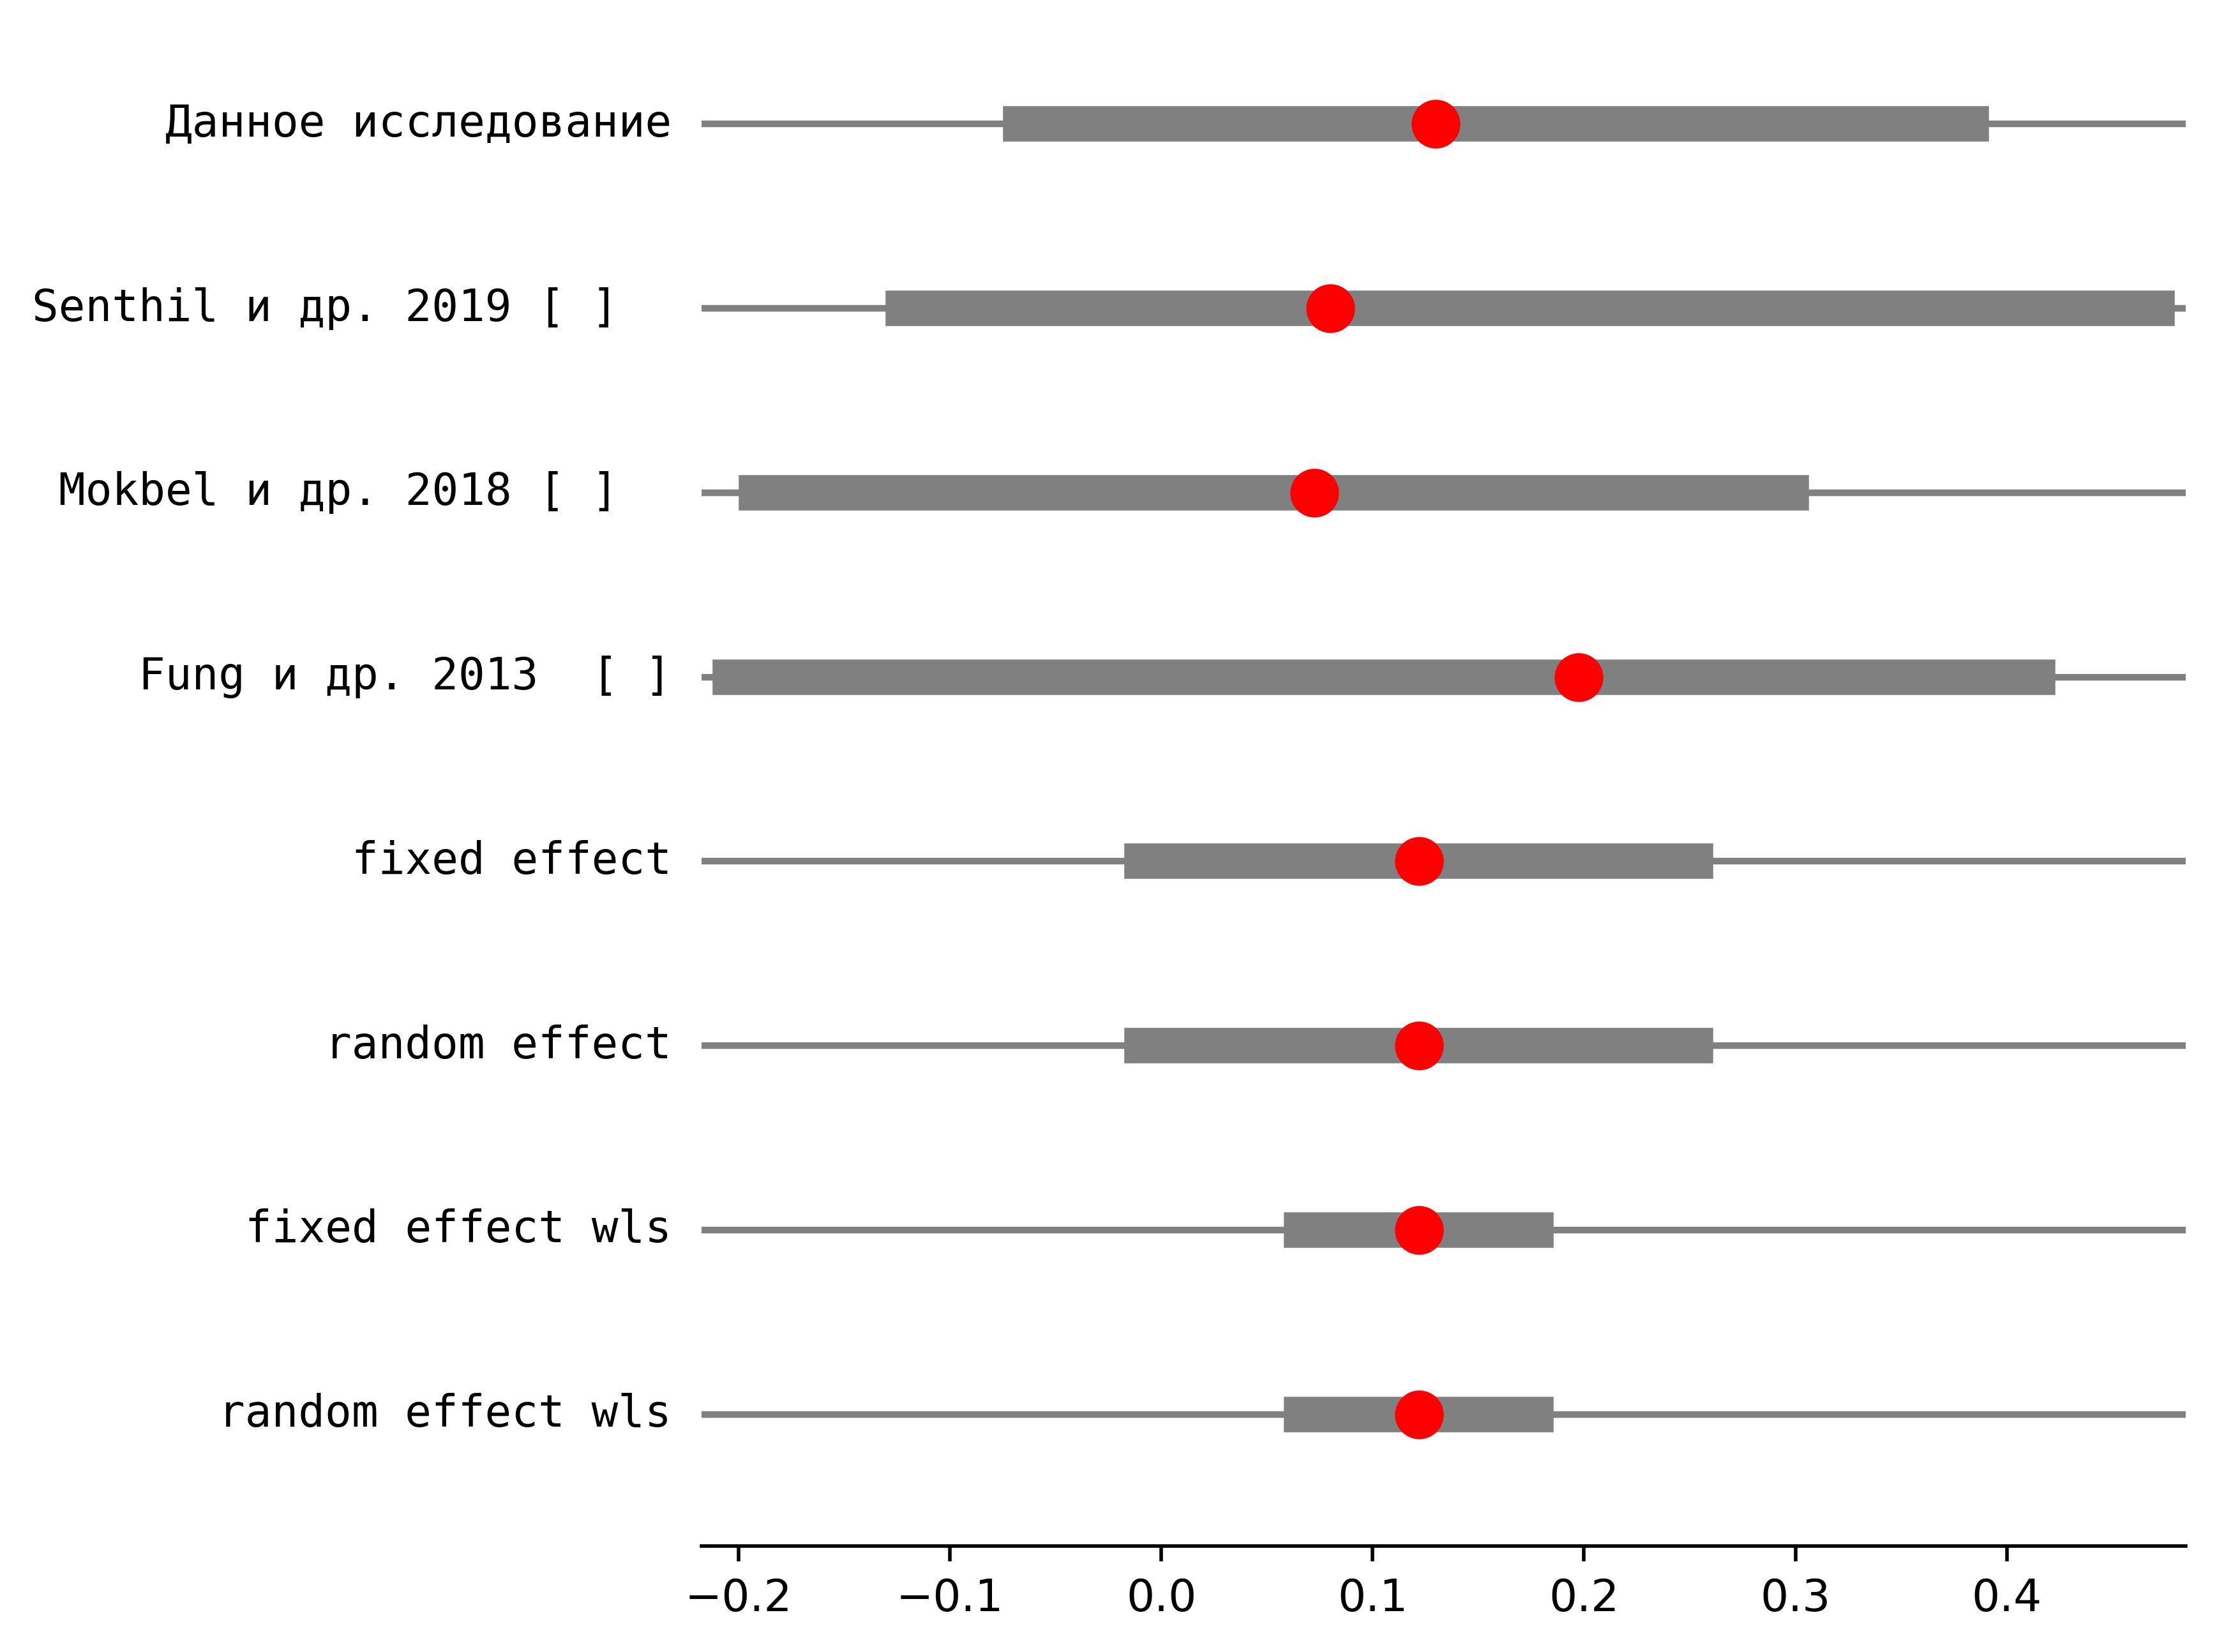 Данное исследование
Senthil и др. 2019 [ ]
Mokbel и др. 2018 [ ]
Fung и др. 2013  [ ]
fixed effect
random effect
fixed effect wls
random effect wls
−0.2 −0.1 0.0 0.1 0.2 0.3 0.4